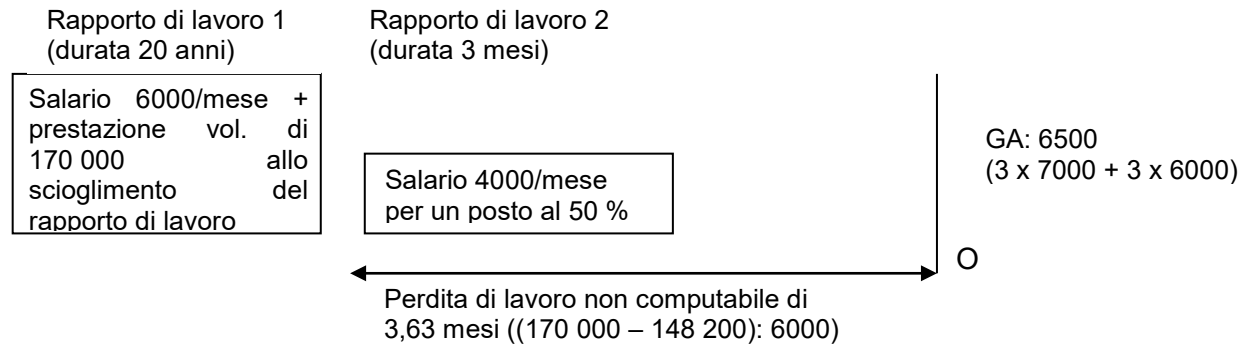 Rapporto di lavoro 1
(durata 20 anni)
Rapporto di lavoro 2
(durata 3 mesi)
Salario 6000/mese +
prestazione vol. di
170 000 allo
scioglimento del
rapporto di lavoro
Salario 4000/mese
per un posto al 50 %
GA: 6500
(3 x 7000 + 3 x 6000)
O
Perdita di lavoro non computabile di
3,63 mesi ((170 000 – 148 200): 6000)